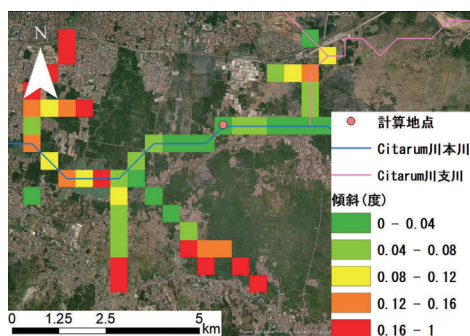 N
計算地点
Citarum川本川
Citarum川支川
傾斜(度)
0 - 0.04
0.04 - 0.08
0.08 - 0.12
0.12 - 0.16
0.16 - 1
0 1.25 2.5 5
km